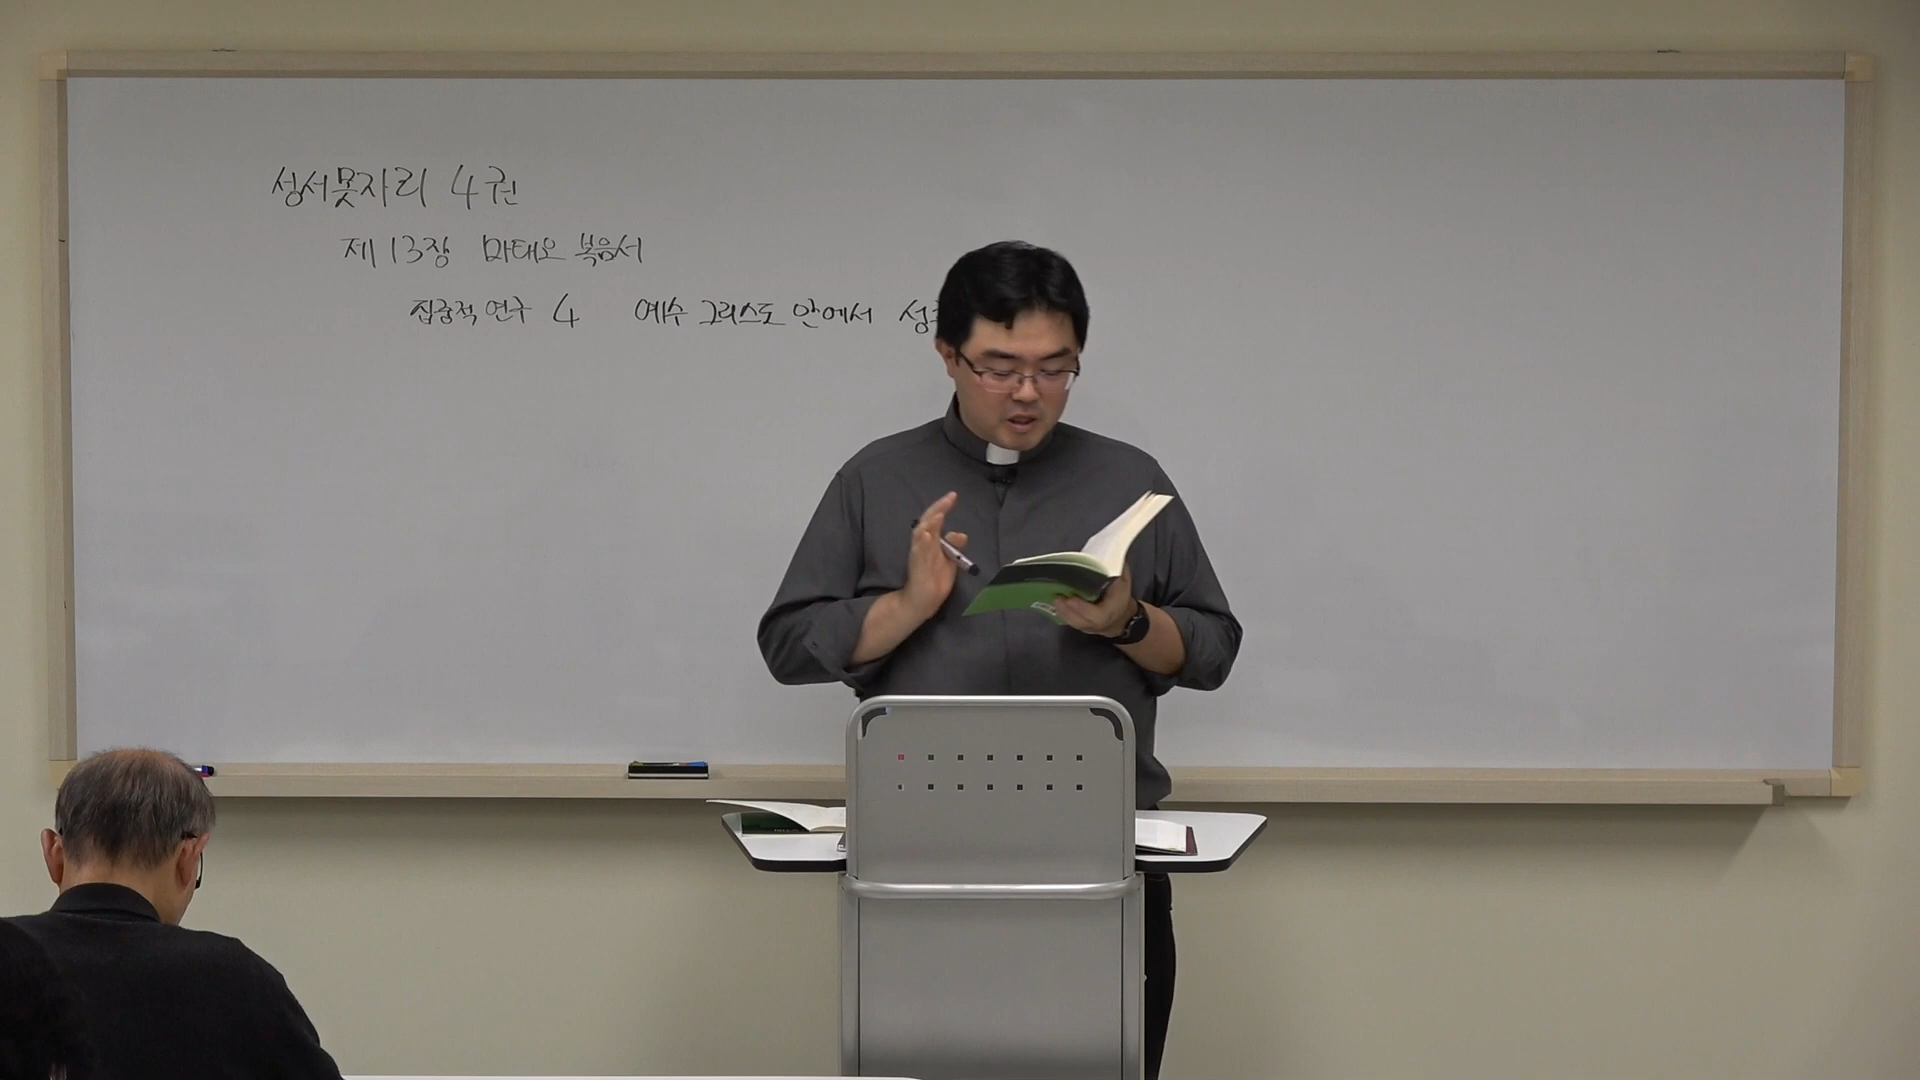 성서못자리 4권
제 13장 마태오 복음서
집중적 연구 4 예수 그리스도 안에서